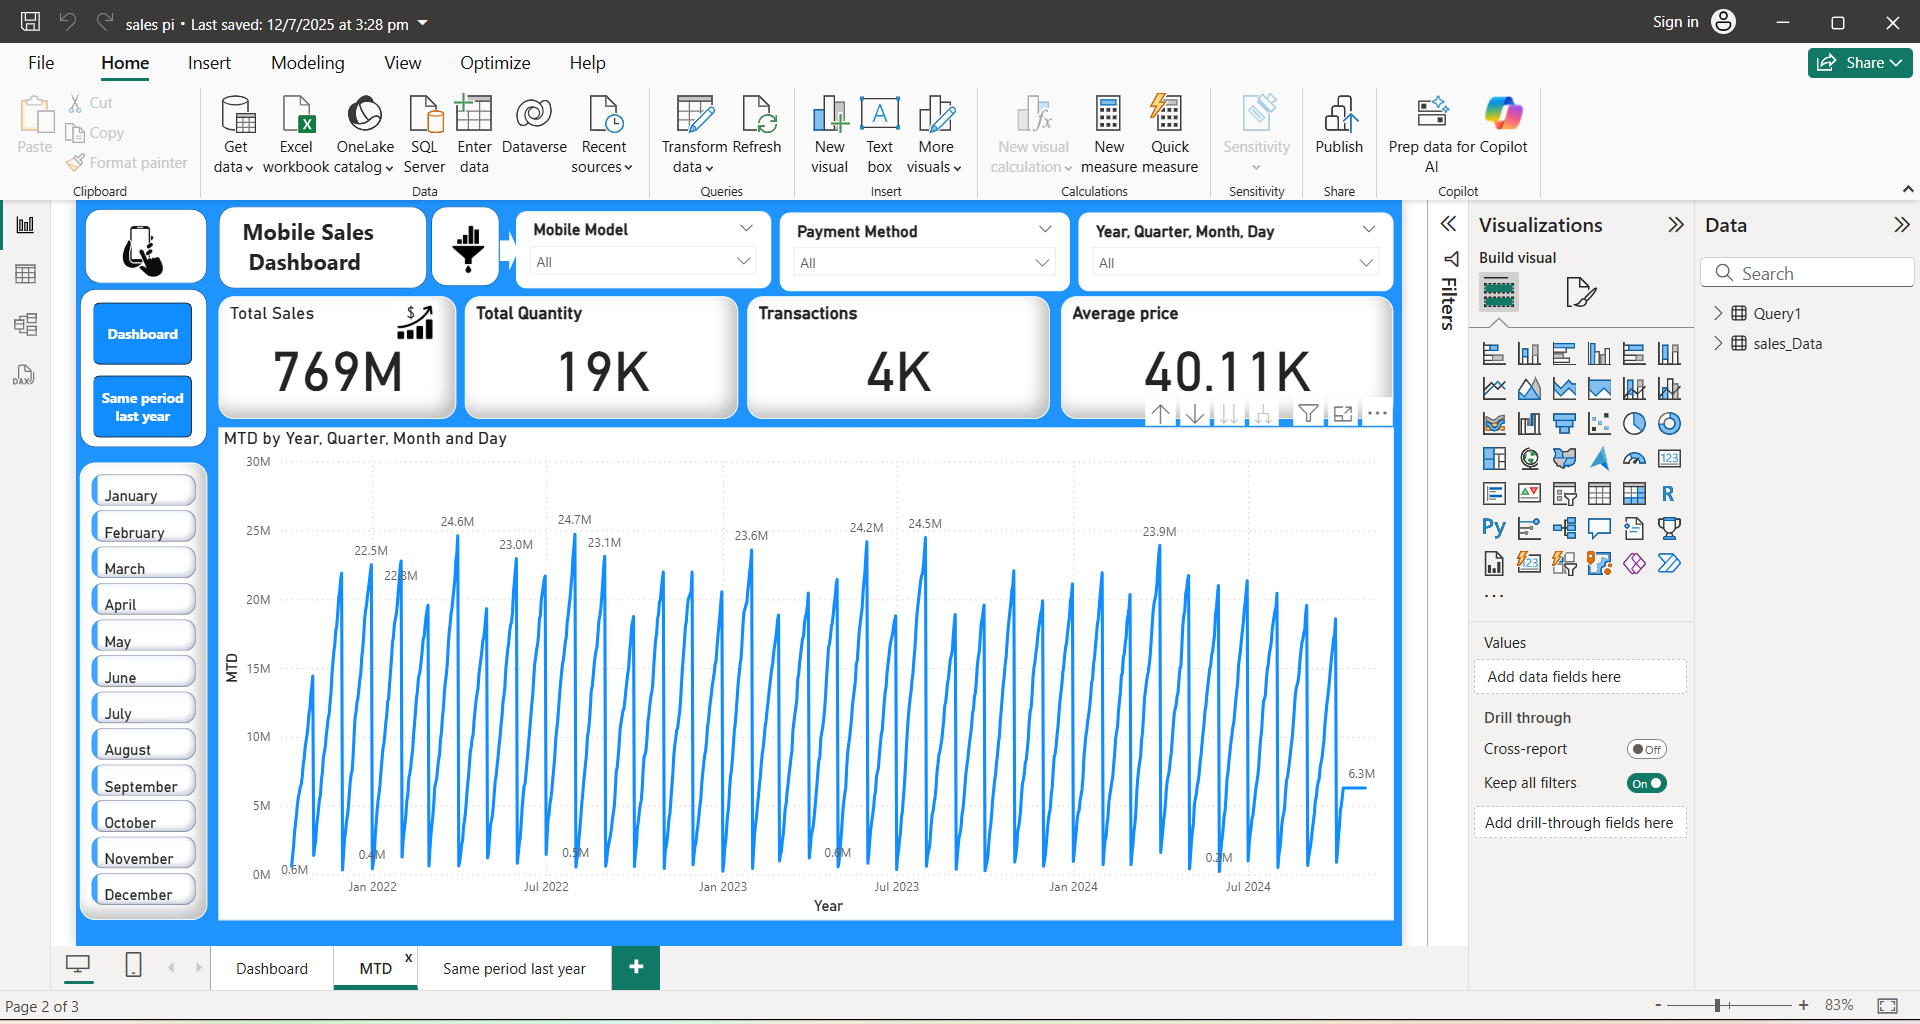 sales pi • Last saved: 12/7/2025 at 3:28 pm
Sign in
File
Home
Insert
Modeling
View
Optimize
Help
Share
Paste
Cut
Copy
Format painter
Clipboard
Get data
Excel workbook
OneLake catalog
SQL Server
Enter data
Dataverse
Recent sources
Data
Transform data
Refresh
Queries
New visual
Text box
More visuals
Insert
New visual calculation
New measure
Quick measure
Calculations
Sensitivity
Sensitivity
Publish
Share
Prep data for AI
Copilot
Copilot
Mobile Sales
Dashboard
Mobile Model
All
Payment Method
All
Year, Quarter, Month, Day
All
Dashboard
Same period
last year
Total Sales
$
769M
Total Quantity
19K
Transactions
4K
Average price
40.11K
January
February
March
April
May
June
July
August
September
October
November
December
MTD by Year, Quarter, Month and Day
30M
25M
20M
15M
10M
5M
0M
MTD
0.6M
22.5M
0.4M
22.8M
24.6M
23.0M
24.7M
0.5M
23.1M
23.6M
0.6M
24.2M
24.5M
23.9M
0.2M
6.3M
Jan 2022
Jul 2022
Jan 2023
Jul 2023
Jan 2024
Jul 2024
Year
Filters
Visualizations
Build visual
123
R
Py
123
...
Values
Add data fields here
Drill through
Cross-report
Off
Keep all filters
On
Add drill-through fields here
Data
Search
Query1
sales_Data
DAX
Dashboard
MTD
x
Same period last year
+
Page 2 of 3
-
+
83%